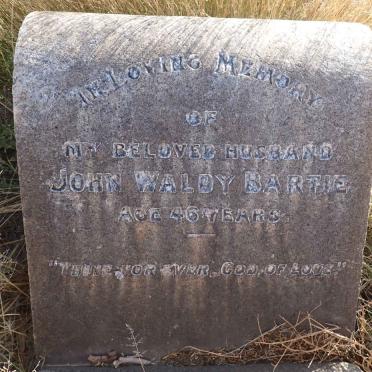 In Loving Memory
OF
MY BELOVED HUSBAND
JOHN WALDY BARTIE
AGE 46 YEARS
"THINE FOR EVER, GOD, OF LOVE."